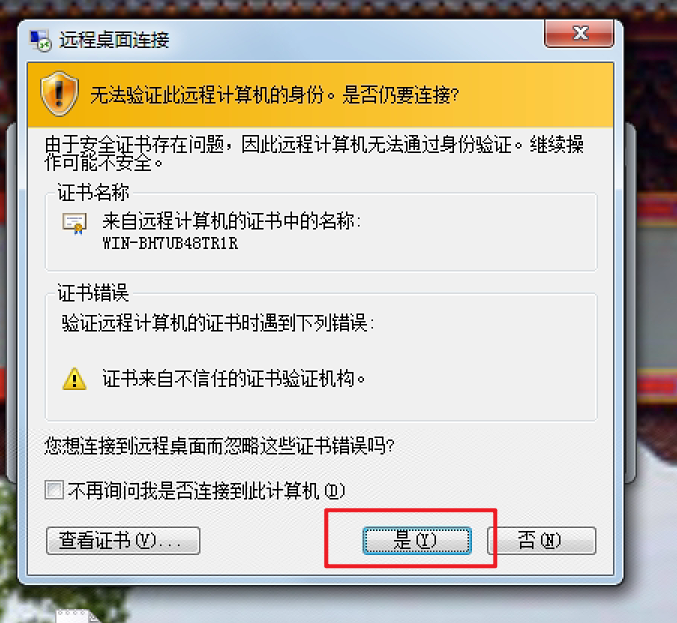 远程桌面连接
无法验证此远程计算机的身份。是否仍要连接?
由于安全证书存在问题，因此远程计算机无法通过身份验证。继续操
作可能不安全。
证书名称
来自远程计算机的证书中的名称:
WIN-BH7UB48TR1R
证书错误
验证远程计算机的证书时遇到下列错误:
证书来自不信任的证书验证机构。
您想连接到远程桌面而忽略这些证书错误吗?
不再询问我是否连接到此计算机(D)
查看证书(V)...
是(Y)
否(N)